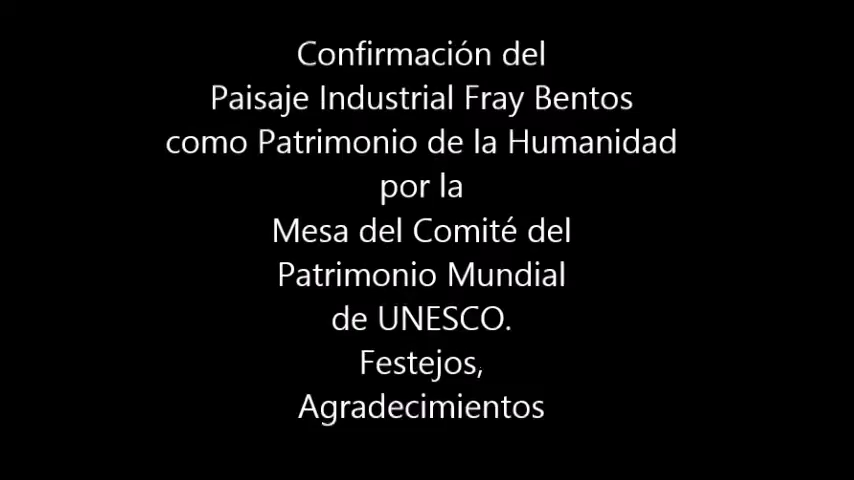 Confirmación del
Paisaje Industrial Fray Bentos
como Patrimonio de la Humanidad
por la
Mesa del Comité del
Patrimonio Mundial
de UNESCO.
Festejos,
Agradecimientos